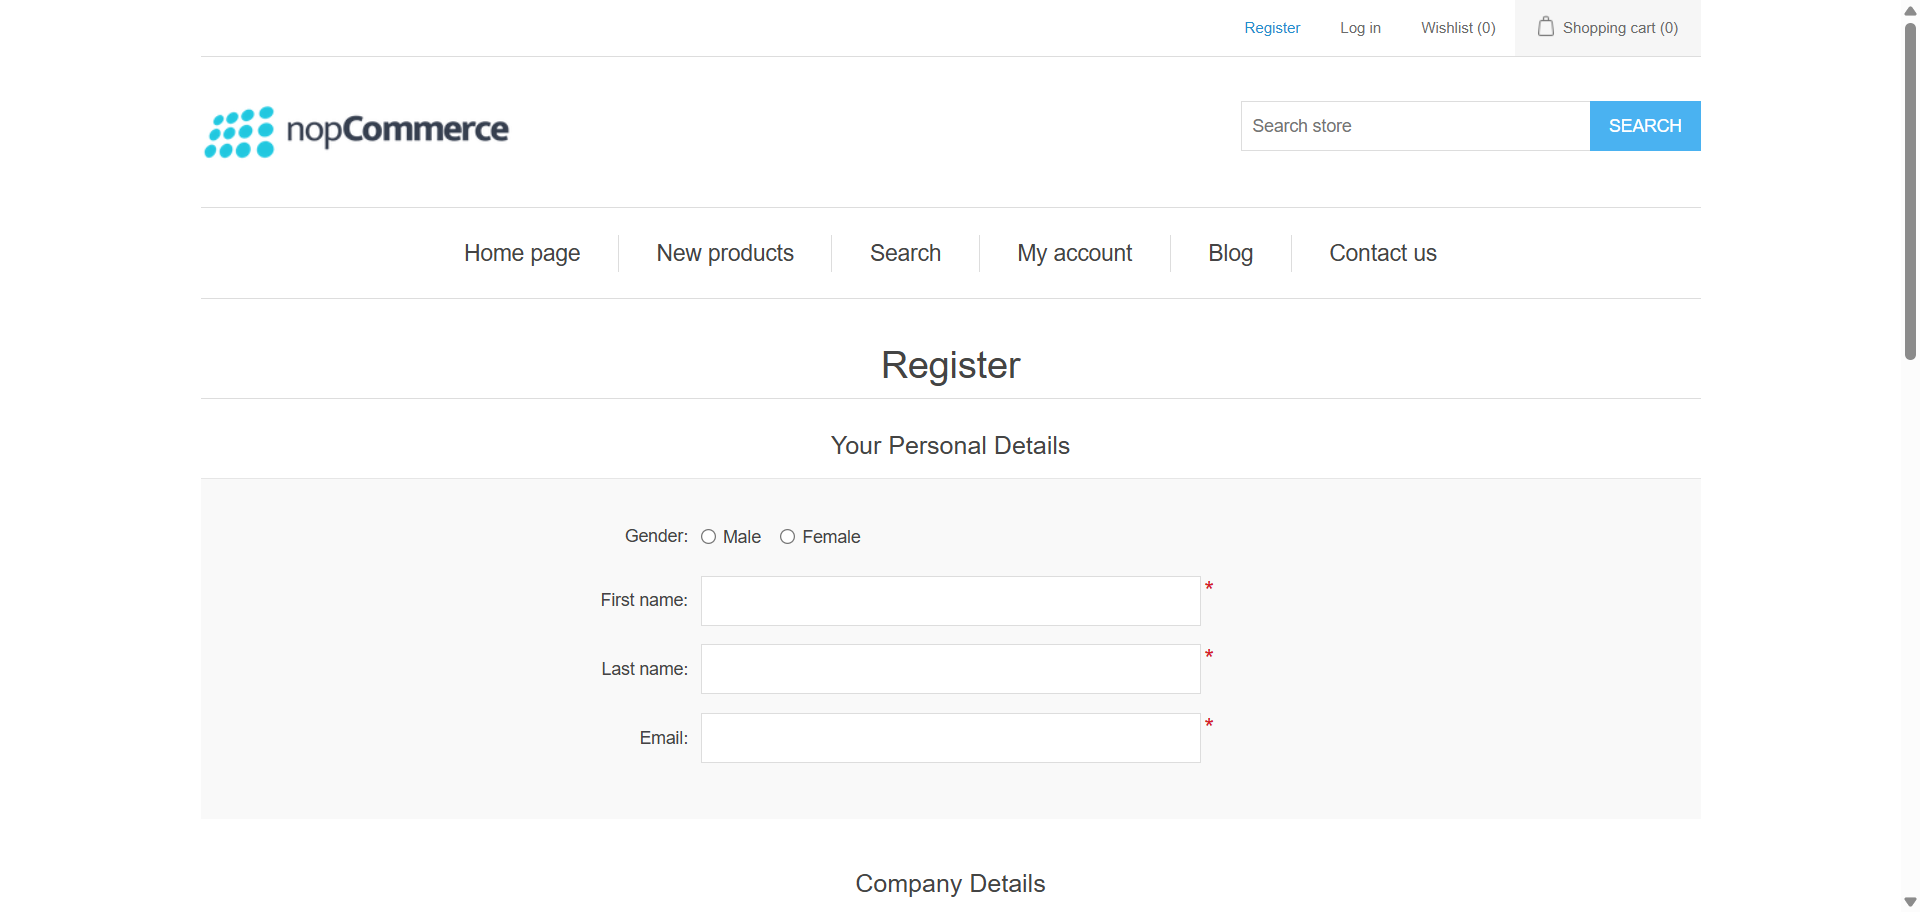 Register Log in Wishlist (0) Shopping cart (0)
nopCommerce
Search store SEARCH
Home page New products Search My account Blog Contact us
Register
Your Personal Details
Gender: Male Female
First name: *
Last name: *
Email: *
Company Details